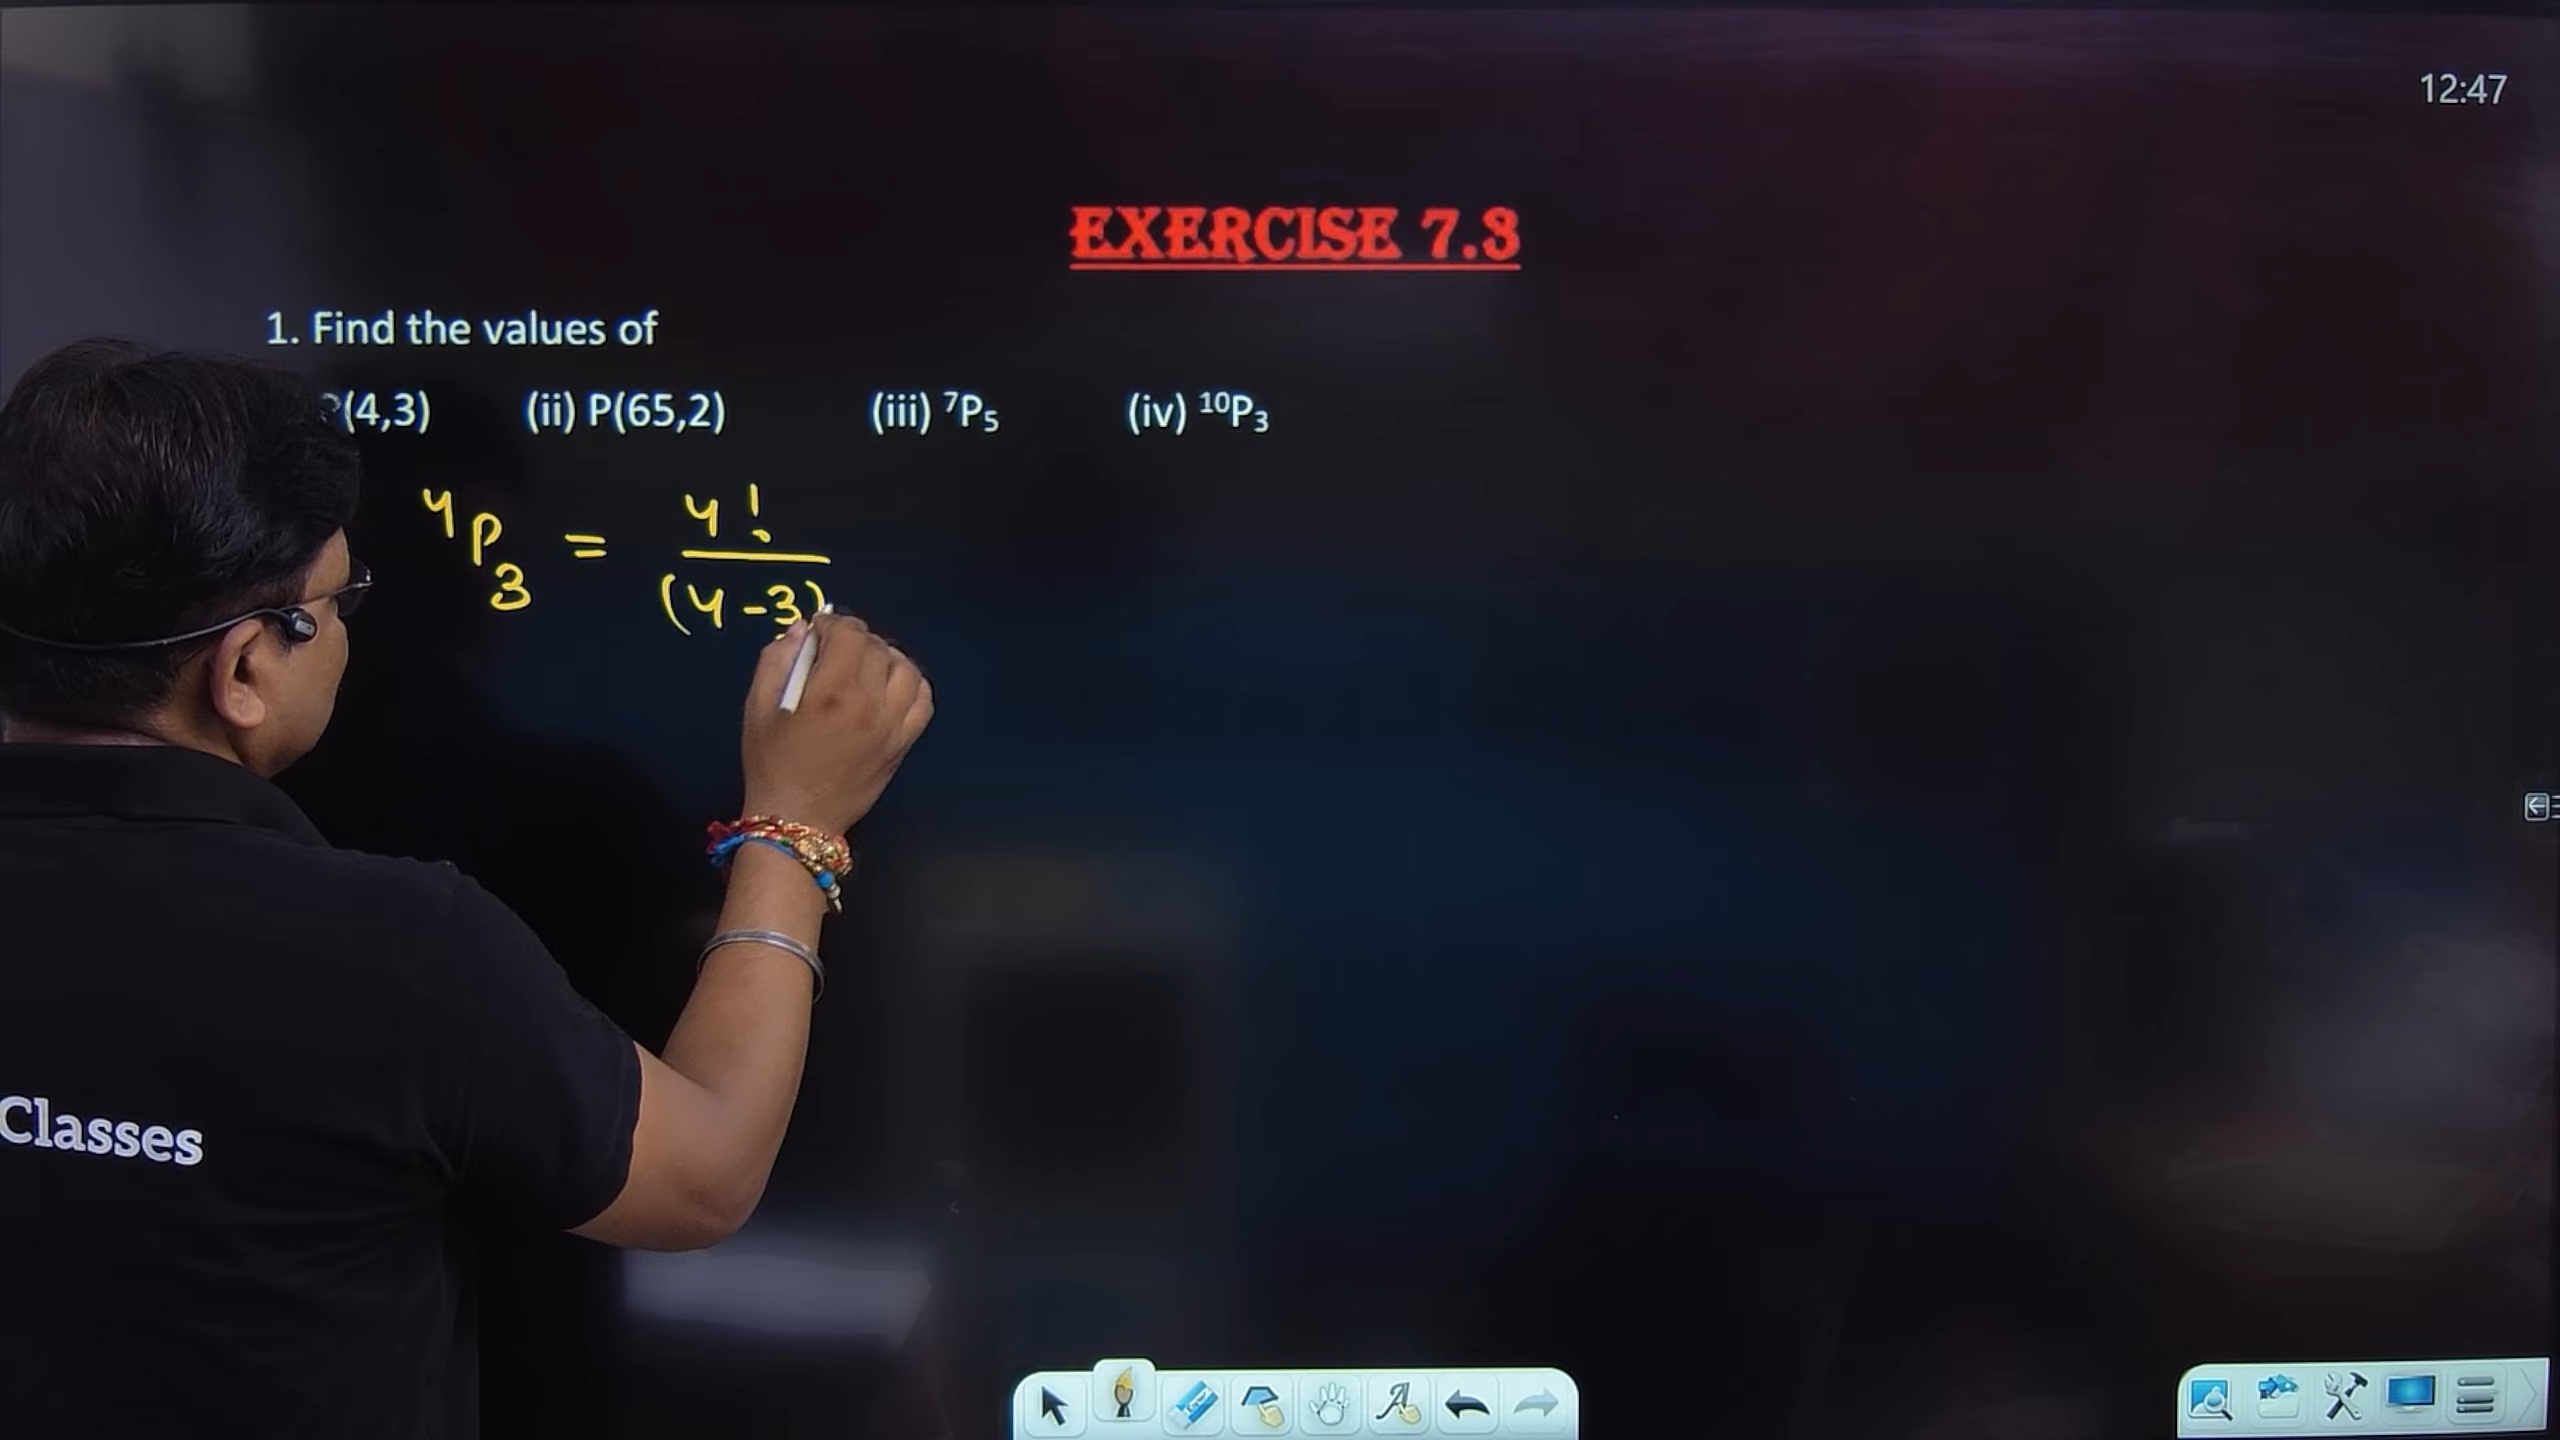 12:47
EXERCISE 7.3
1. Find the values of
P(4,3) (ii) P(65,2) (iii) ⁷P₅ (iv) ¹⁰P₃
⁴P₃ = 4!
(4-3)
Classes